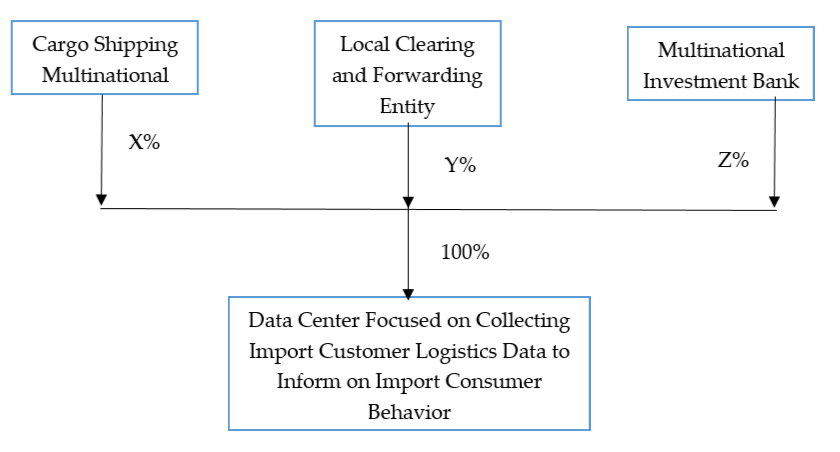 Cargo Shipping
Multinational
Local Clearing
and Forwarding
Entity
Multinational
Investment Bank
X%
Y%
Z%
100%
Data Center Focused on Collecting
Import Customer Logistics Data to
Inform on Import Consumer
Behavior